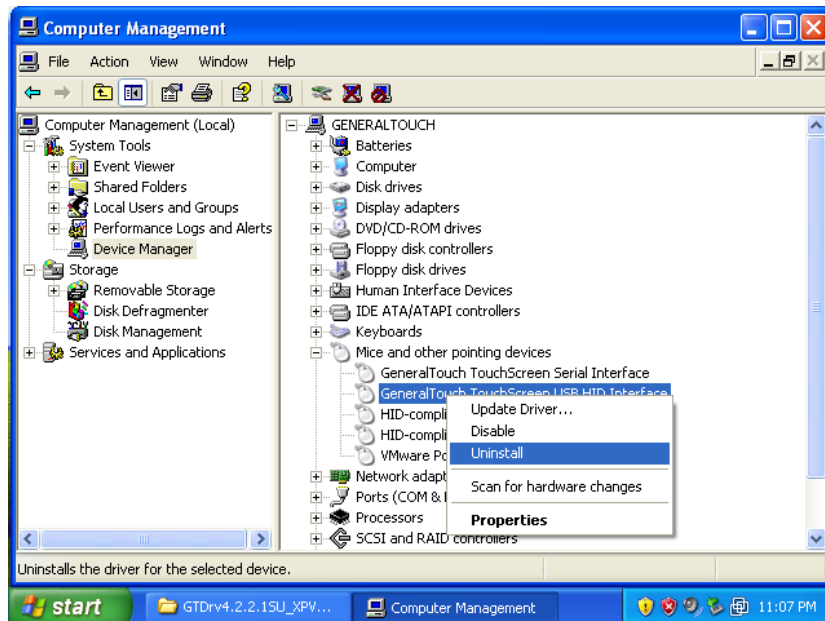 Computer Management
File Action View Window Help
Computer Management (Local)
System Tools
Event Viewer
Shared Folders
Local Users and Groups
Performance Logs and Alerts
Device Manager
Storage
Removable Storage
Disk Defragmenter
Disk Management
Services and Applications
GENERALTOUCH
Batteries
Computer
Disk drives
Display adapters
DVD/CD-ROM drives
Floppy disk controllers
Floppy disk drives
Human Interface Devices
IDE ATA/ATAPI controllers
Keyboards
Mice and other pointing devices
GeneralTouch TouchScreen Serial Interface
GeneralTouch TouchScreen USB HID Interface
HID-compli
HID-compli
VMware Po
Network adapt
Ports (COM &
Processors
SCSI and RAID controllers
Update Driver...
Disable
Uninstall
Scan for hardware changes
Properties
Uninstalls the driver for the selected device.
start
GTDrv4.2.2.1SU_XPV...
Computer Management
11:07 PM